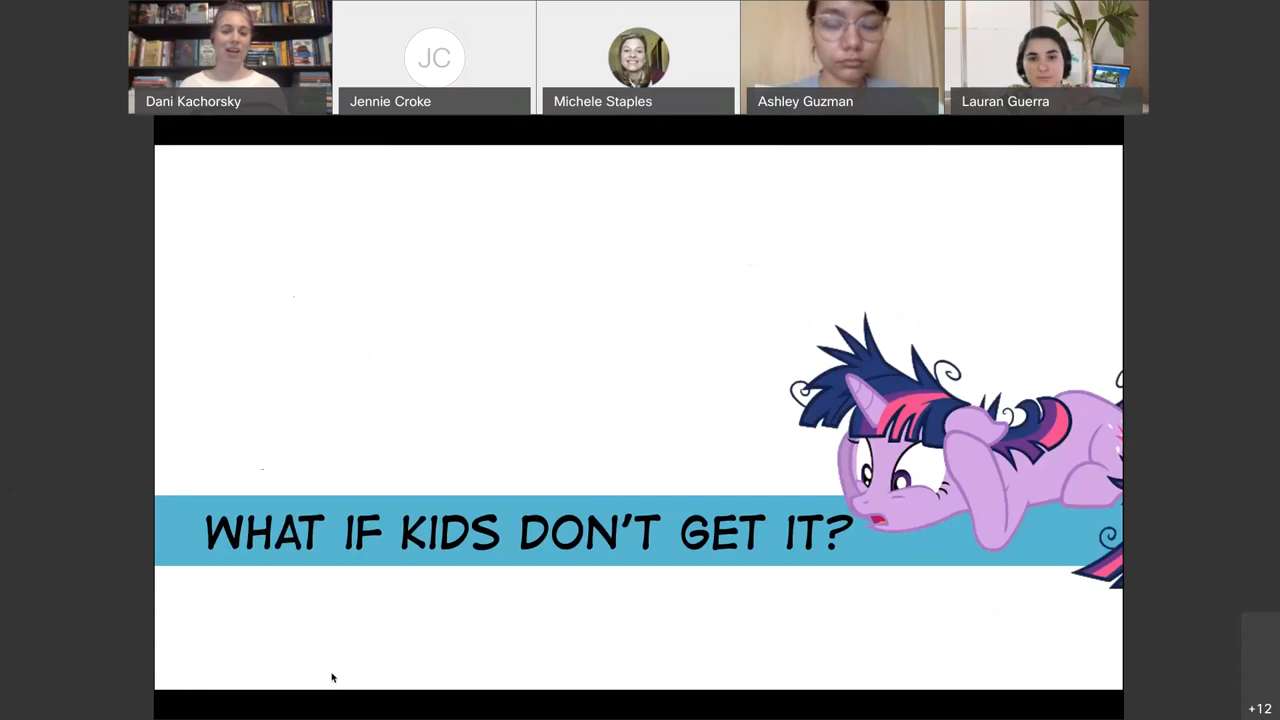 JC
Dani Kachorsky
Jennie Croke
Michele Staples
Ashley Guzman
Lauran Guerra
WHAT IF KIDS DON'T GET IT?
+12